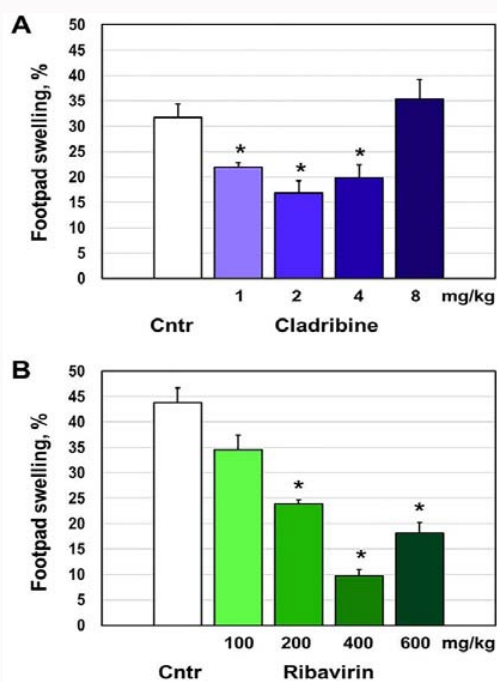 A
Footpad swelling, %
50
45
40
35
30
25
20
15
10
5
0
* * *
1 2 4 8 mg/kg
Cntr Cladribine
B
Footpad swelling, %
50
45
40
35
30
25
20
15
10
5
0
* * *
100 200 400 600 mg/kg
Cntr Ribavirin